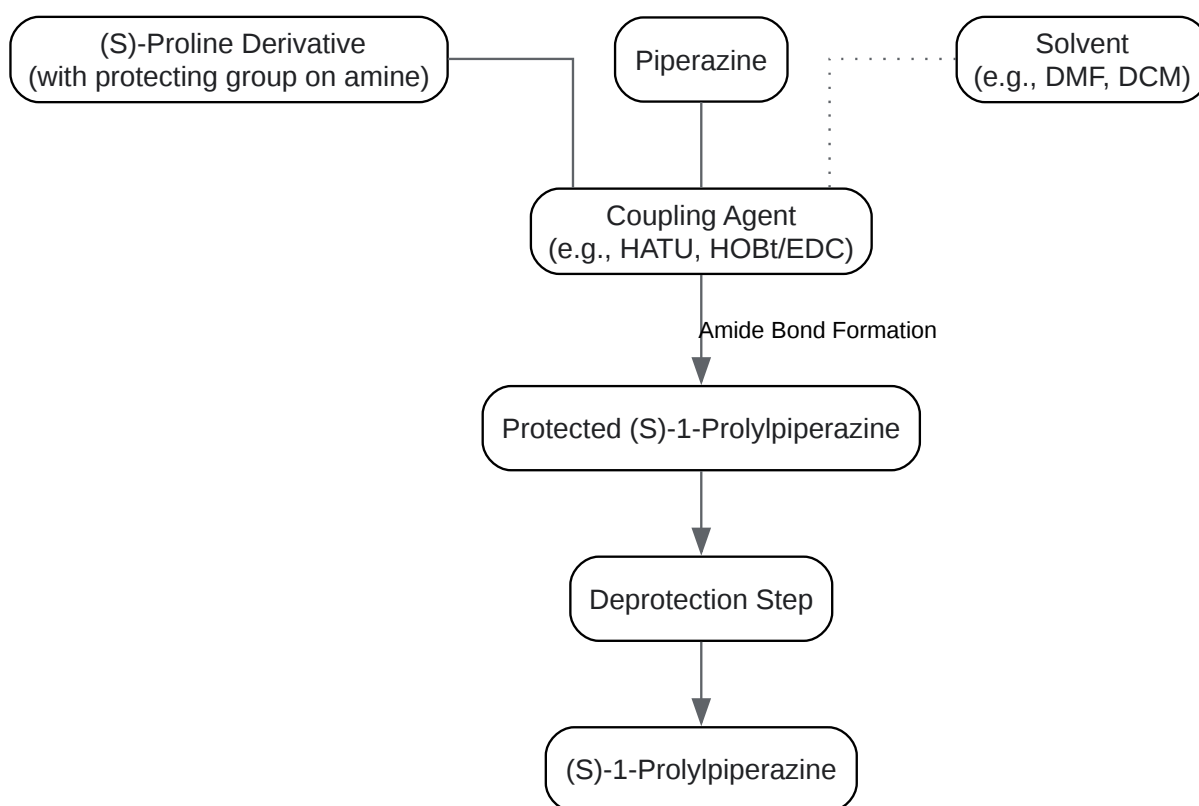 (S)-Proline Derivative
(with protecting group on amine)
Piperazine
Solvent
(e.g., DMF, DCM)
Coupling Agent
(e.g., HATU, HOBt/EDC)
Amide Bond Formation
Protected (S)-1-Prolylpiperazine
Deprotection Step
(S)-1-Prolylpiperazine